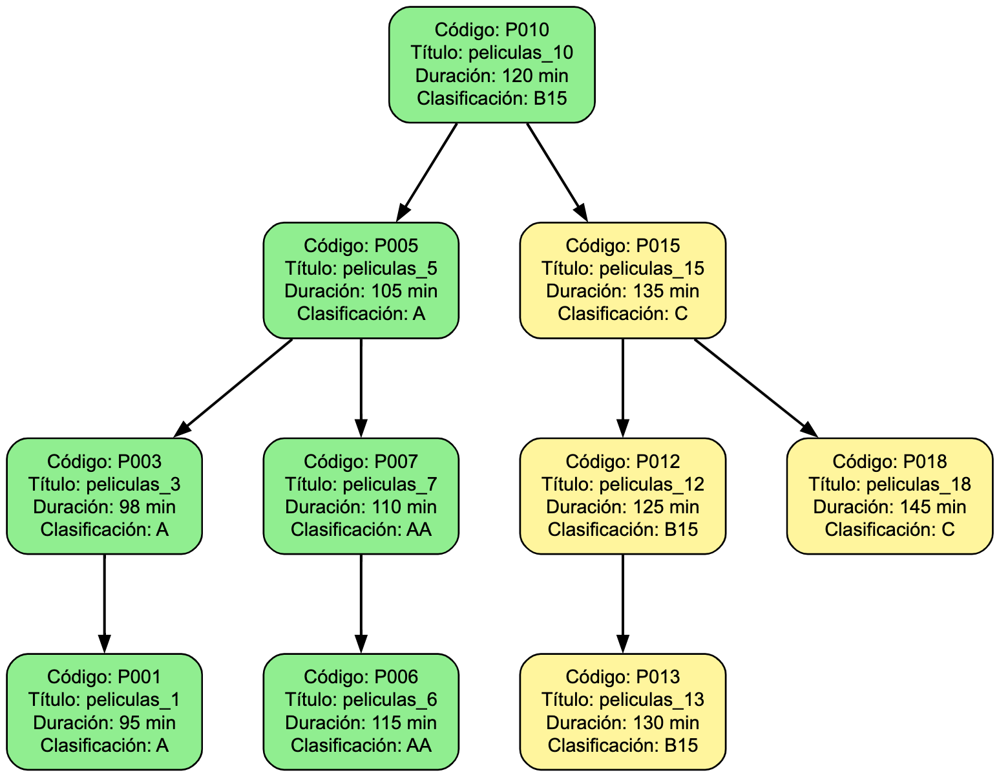 Código: P010
Título: peliculas_10
Duración: 120 min
Clasificación: B15
Código: P005
Título: peliculas_5
Duración: 105 min
Clasificación: A
Código: P015
Título: peliculas_15
Duración: 135 min
Clasificación: C
Código: P003
Título: peliculas_3
Duración: 98 min
Clasificación: A
Código: P007
Título: peliculas_7
Duración: 110 min
Clasificación: AA
Código: P012
Título: peliculas_12
Duración: 125 min
Clasificación: B15
Código: P018
Título: peliculas_18
Duración: 145 min
Clasificación: C
Código: P001
Título: peliculas_1
Duración: 95 min
Clasificación: A
Código: P006
Título: peliculas_6
Duración: 115 min
Clasificación: AA
Código: P013
Título: peliculas_13
Duración: 130 min
Clasificación: B15